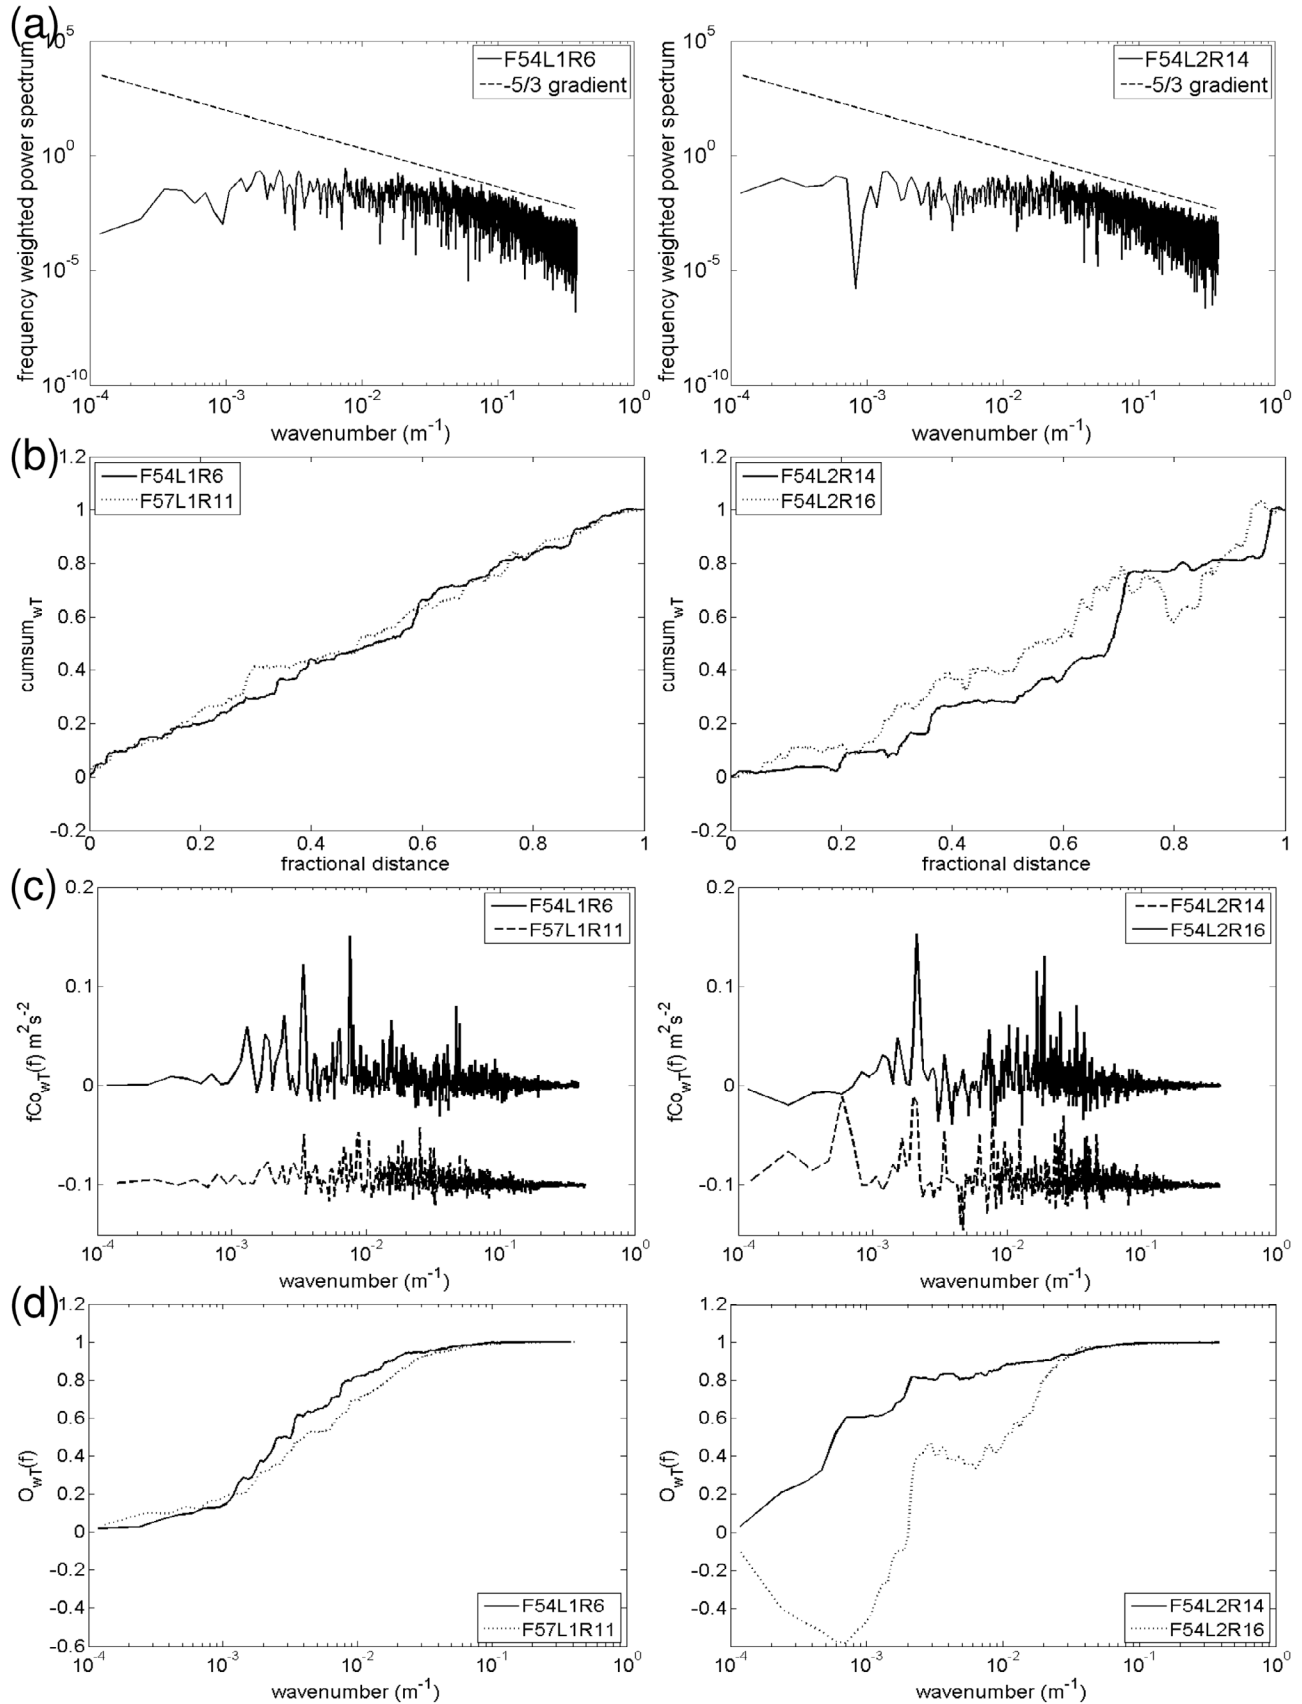 (a)
frequency weighted power spectrum
10^5
10^0
10^-5
10^-10
F54L1R6
-5/3 gradient
10^-4 10^-3 10^-2 10^-1 10^0
wavenumber (m^-1)
frequency weighted power spectrum
10^5
10^0
10^-5
10^-10
F54L2R14
-5/3 gradient
10^-4 10^-3 10^-2 10^-1 10^0
wavenumber (m^-1)
(b)
cumsum_wT
1.2
1
0.8
0.6
0.4
0.2
0
-0.2
F54L1R6
F57L1R11
0 0.2 0.4 0.6 0.8 1
fractional distance
cumsum_wT
1.2
1
0.8
0.6
0.4
0.2
0
-0.2
F54L2R14
F54L2R16
0 0.2 0.4 0.6 0.8 1
fractional distance
(c)
fCo_wT(f) m^2s^-2
0.2
0.1
0
-0.1
F54L1R6
F57L1R11
10^-4 10^-3 10^-2 10^-1 10^0
wavenumber (m^-1)
fCo_wT(f) m^2s^-2
0.2
0.1
0
-0.1
F54L2R14
F54L2R16
10^-4 10^-3 10^-2 10^-1 10^0
wavenumber (m^-1)
(d)
O_wT(f)
1.2
1
0.8
0.6
0.4
0.2
0
-0.2
-0.4
-0.6
F54L1R6
F57L1R11
10^-4 10^-3 10^-2 10^-1 10^0
wavenumber (m^-1)
O_wT(f)
1.2
1
0.8
0.6
0.4
0.2
0
-0.2
-0.4
-0.6
F54L2R14
F54L2R16
10^-4 10^-3 10^-2 10^-1 10^0
wavenumber (m^-1)